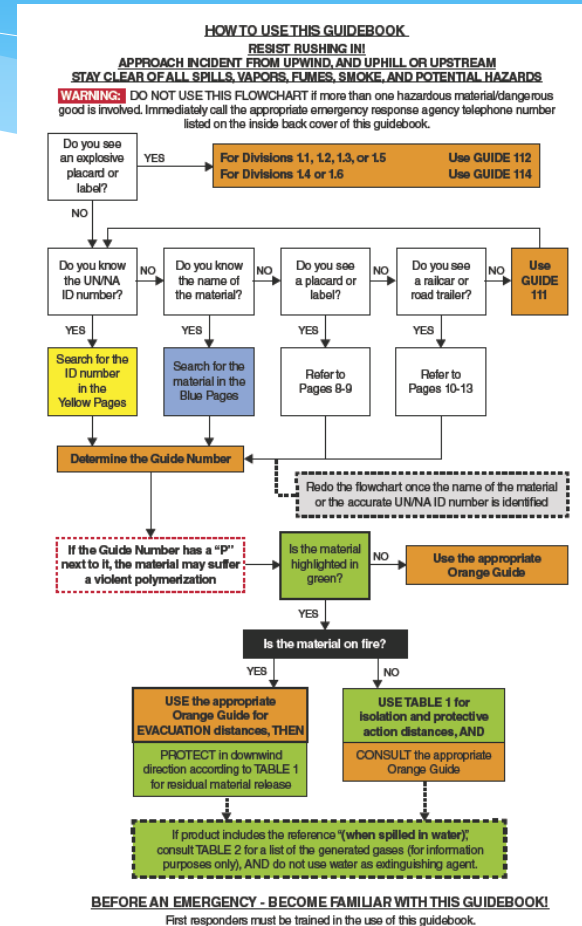 HOW TO USE THIS GUIDEBOOK
RESIST RUSHING IN!
APPROACH INCIDENT FROM UPWIND, AND UPHILL OR UPSTREAM
STAY CLEAR OF ALL SPILLS, VAPORS, FUMES, SMOKE, AND POTENTIAL HAZARDS
WARNING: DO NOT USE THIS FLOWCHART if more than one hazardous material/dangerous
good is involved. Immediately call the appropriate emergency response agency telephone number
listed on the inside back cover of this guidebook.
Do you see
an explosive
placard or
label?
YES
For Divisions 1.1, 1.2, 1.3, or 1.5 Use GUIDE 112
For Divisions 1.4 or 1.6 Use GUIDE 114
NO
Do you know
the UN/NA
ID number?
NO
Do you know
the name of
the material?
NO
Do you see
a placard or
label?
NO
Do you see
a railcar or
road trailer?
NO
Use
GUIDE
111
YES
YES
YES
YES
Search for the
ID number
in the
Yellow Pages
Search for the
material in the
Blue Pages
Refer to
Pages 8-9
Refer to
Pages 10-13
Determine the Guide Number
Redo the flowchart once the name of the material
or the accurate UN/NA ID number is identified
If the Guide Number has a "P"
next to it, the material may suffer
a violent polymerization
Is the material
highlighted in
green?
NO
Use the appropriate
Orange Guide
YES
Is the material on fire?
YES
NO
USE the appropriate
Orange Guide for
EVACUATION distances, THEN
PROTECT in downwind
direction according to TABLE 1
for residual material release
USE TABLE 1 for
isolation and protective
action distances, AND
CONSULT the appropriate
Orange Guide
If product includes the reference "(when spilled in water)",
consult TABLE 2 for a list of the generated gases (for information
purposes only), AND do not use water as extinguishing agent.
BEFORE AN EMERGENCY - BECOME FAMILIAR WITH THIS GUIDEBOOK!
First responders must be trained in the use of this guidebook.